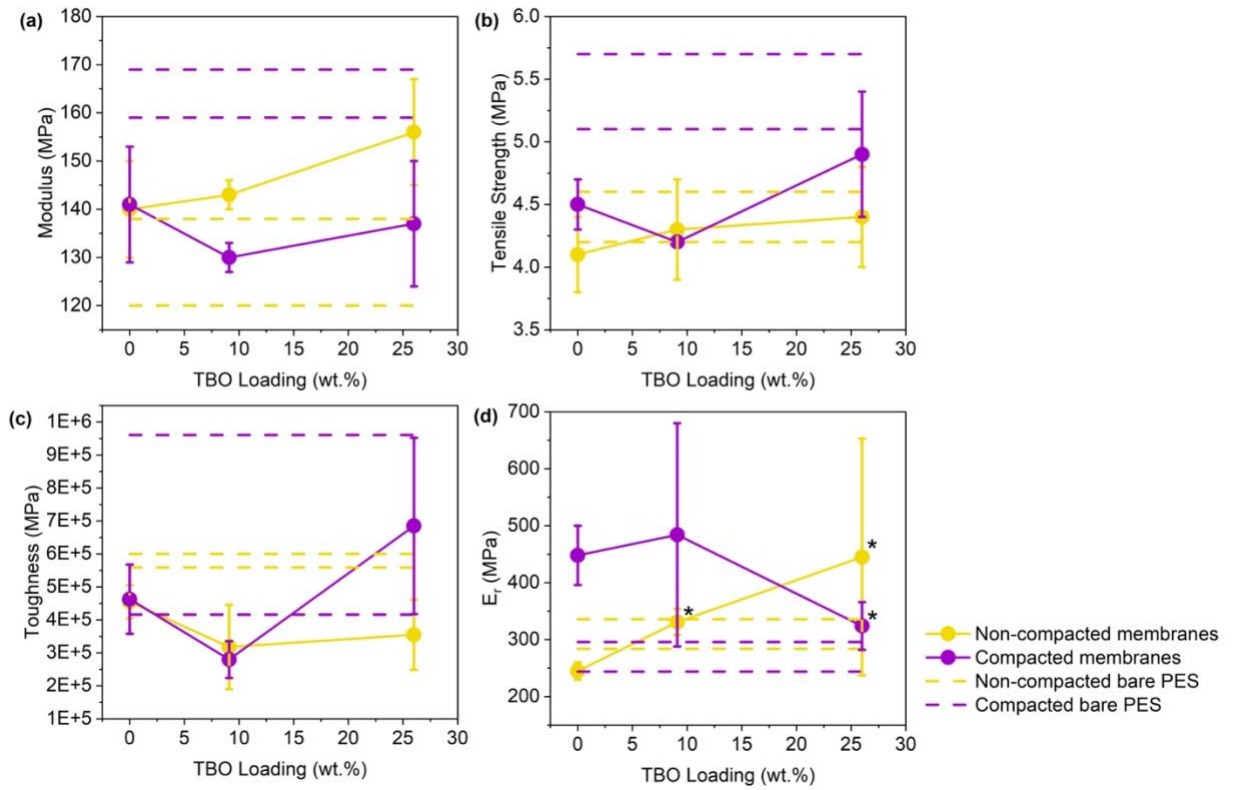 (a)
180
170
160
150
140
130
120
Modulus (MPa)
0 5 10 15 20 25 30
TBO Loading (wt.%)
(b)
6.0
5.5
5.0
4.5
4.0
3.5
Tensile Strength (MPa)
0 5 10 15 20 25 30
TBO Loading (wt.%)
(c)
1E+6
9E+5
8E+5
7E+5
6E+5
5E+5
4E+5
3E+5
2E+5
1E+5
Toughness (MPa)
0 5 10 15 20 25 30
TBO Loading (wt.%)
(d)
700
600
500
400
300
200
Er (MPa)
*
*
*
0 5 10 15 20 25 30
TBO Loading (wt.%)
Non-compacted membranes
Compacted membranes
Non-compacted bare PES
Compacted bare PES